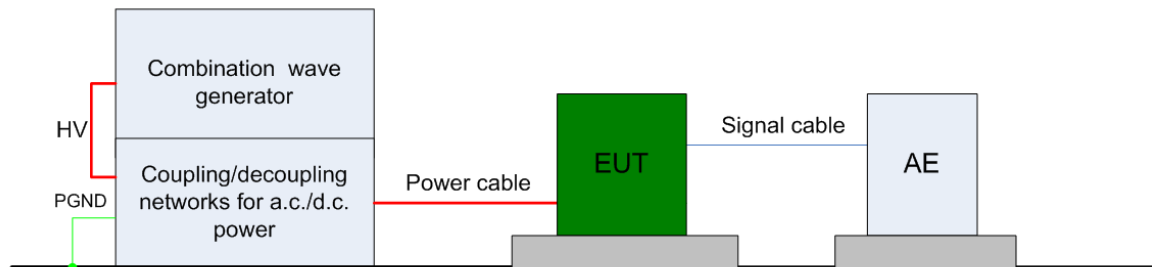 Combination wave
generator
HV
Coupling/decoupling
networks for a.c./d.c.
power
PGND
Power cable
EUT
Signal cable
AE